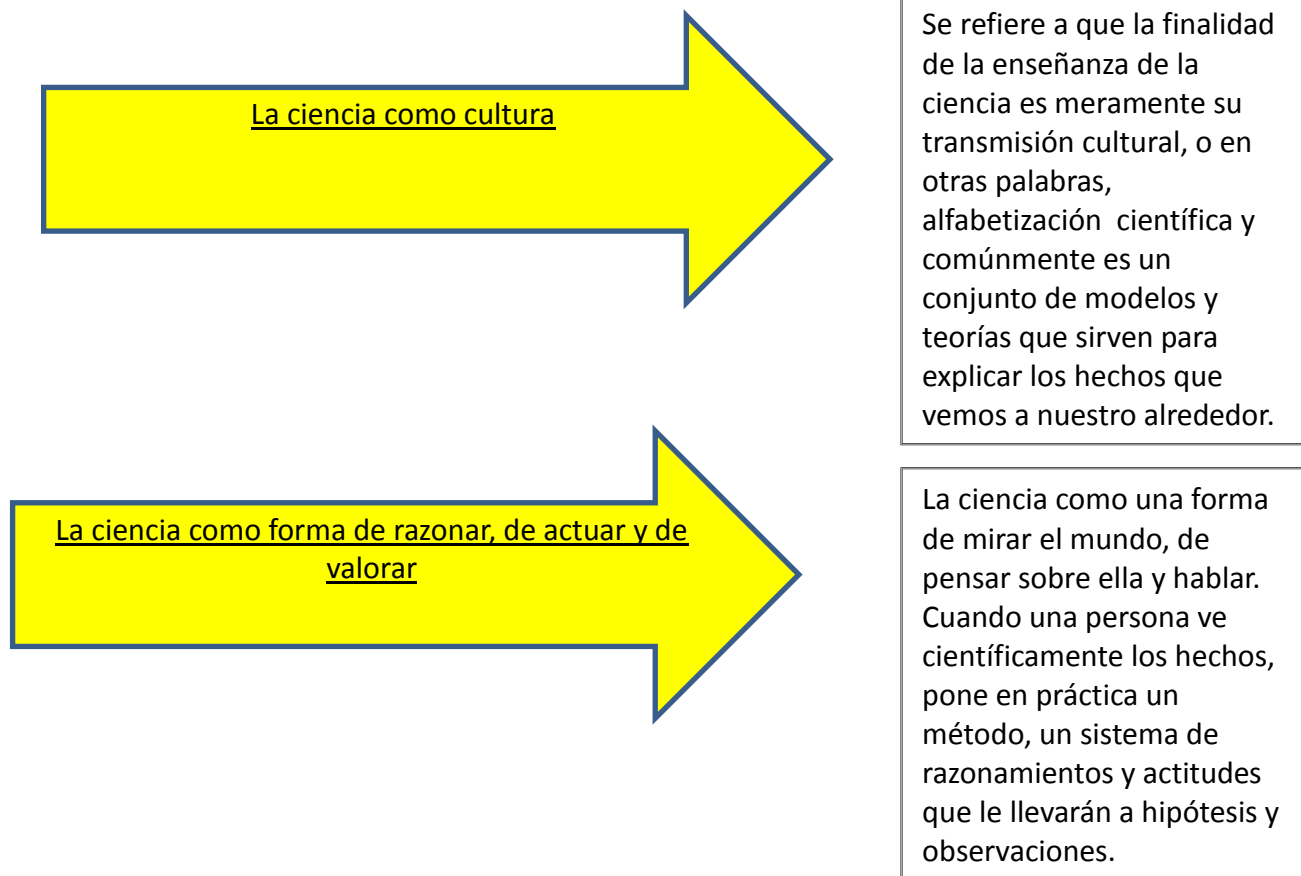 La ciencia como cultura
Se refiere a que la finalidad
de la enseñanza de la
ciencia es meramente su
transmisión cultural, o en
otras palabras,
alfabetización  científica y
comúnmente es un
conjunto de modelos y
teorías que sirven para
explicar los hechos que
vemos a nuestro alrededor.
La ciencia como forma de razonar, de actuar y de
valorar
La ciencia como una forma
de mirar el mundo, de
pensar sobre ella y hablar.
Cuando una persona ve
científicamente los hechos,
pone en práctica un
método, un sistema de
razonamientos y actitudes
que le llevarán a hipótesis y
observaciones.